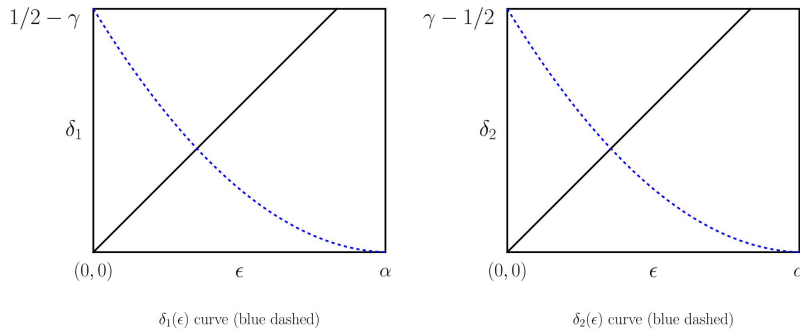 1/2 − γ
δ₁
(0, 0)
ϵ
α
δ₁(ϵ) curve (blue dashed)
γ − 1/2
δ₂
(0, 0)
ϵ
α
δ₂(ϵ) curve (blue dashed)